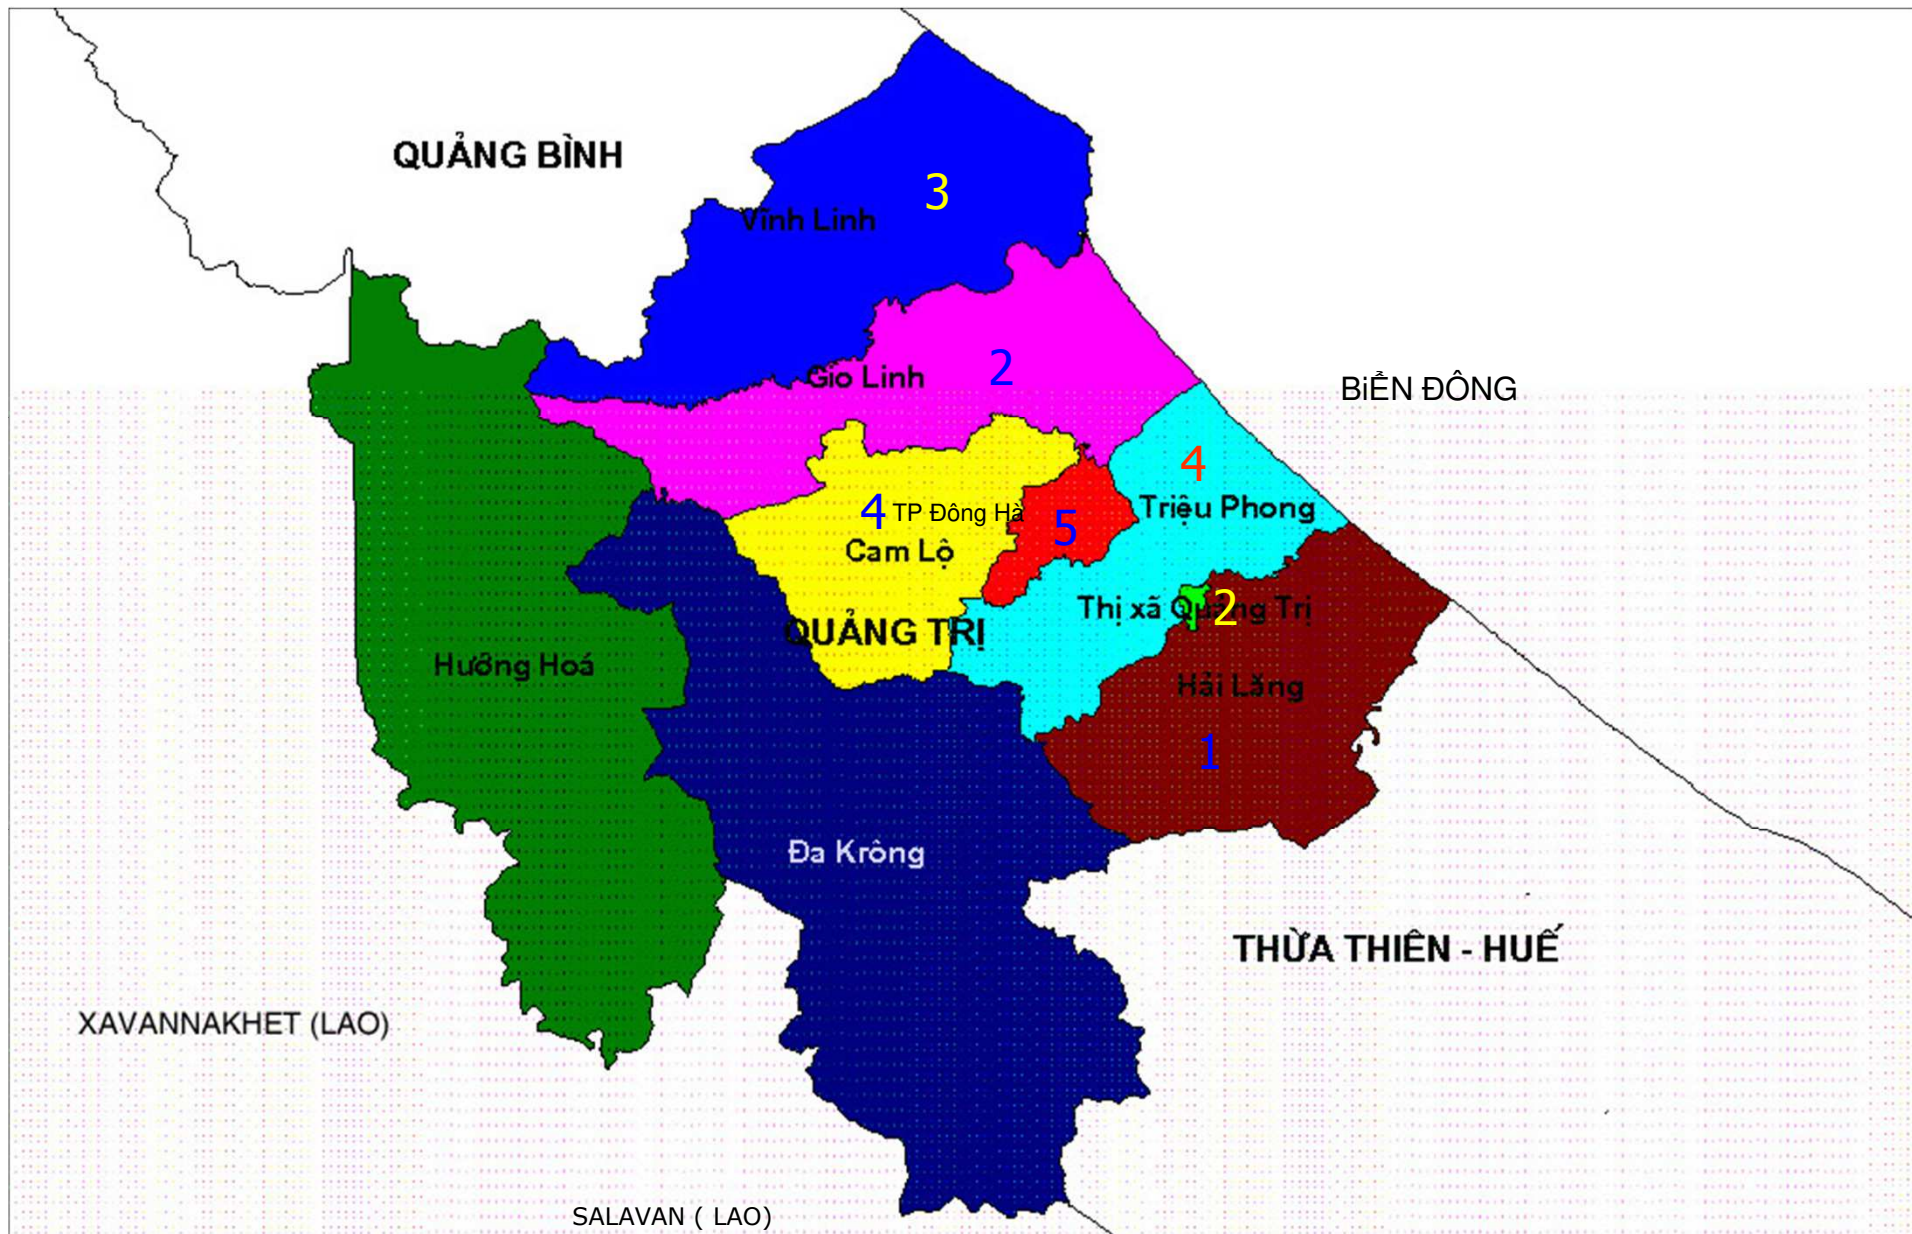 QUẢNG BÌNH
3
Vĩnh Linh
Gio Linh
2
BIỂN ĐÔNG
4
4 TP Đông Hà
5
Triệu Phong
Cam Lộ
Thị xã Quảng Trị
2
QUẢNG TRỊ
Hướng Hoá
Hải Lăng
1
Đa Krông
THỪA THIÊN - HUẾ
XAVANNAKHET (LAO)
SALAVAN ( LAO)